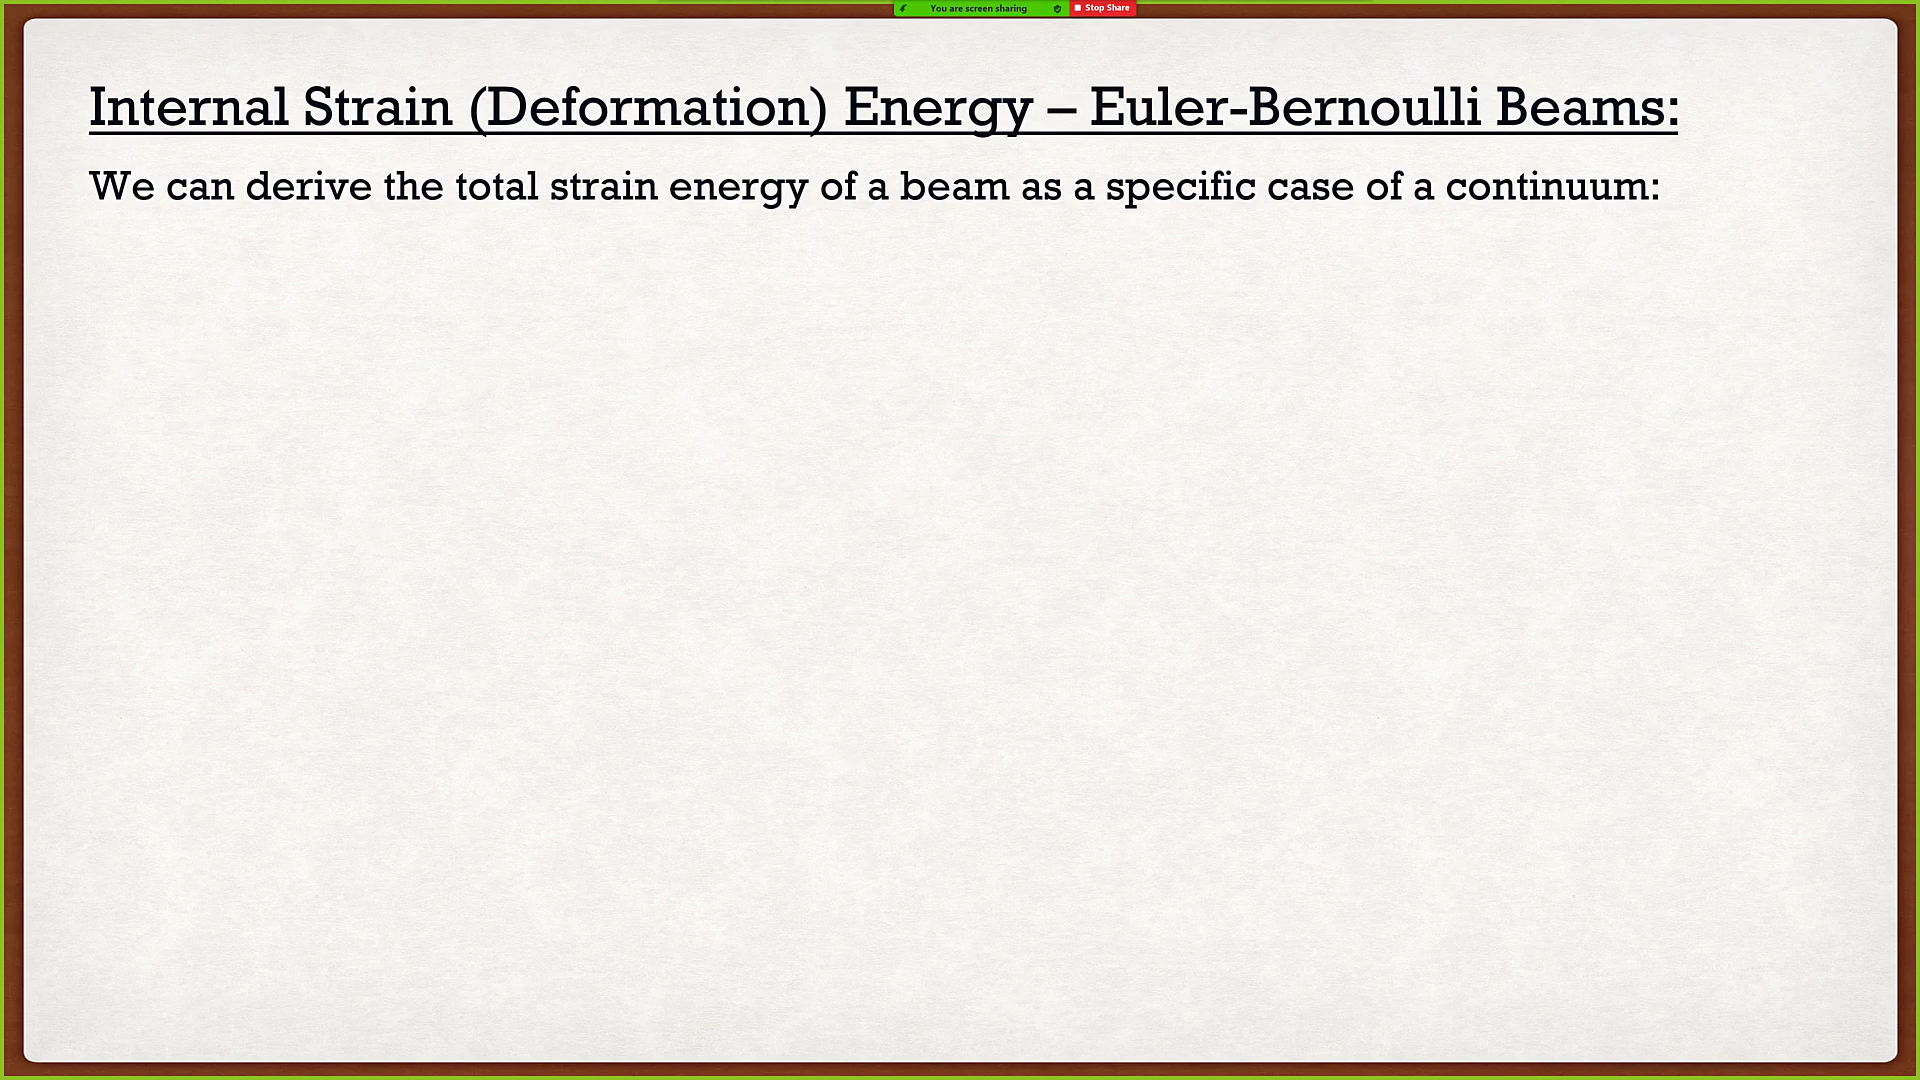 You are screen sharing Stop Share
Internal Strain (Deformation) Energy – Euler-Bernoulli Beams:
We can derive the total strain energy of a beam as a specific case of a continuum: